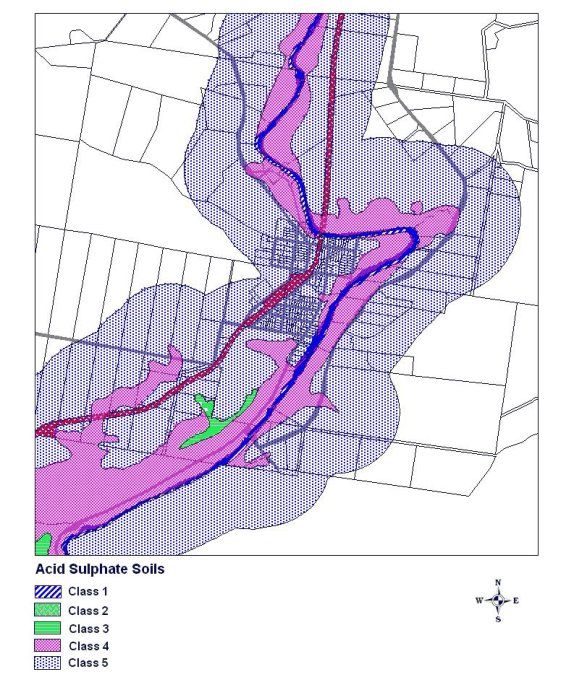 Acid Sulphate Soils
Class 1
Class 2
Class 3
Class 4
Class 5
N
W E
S